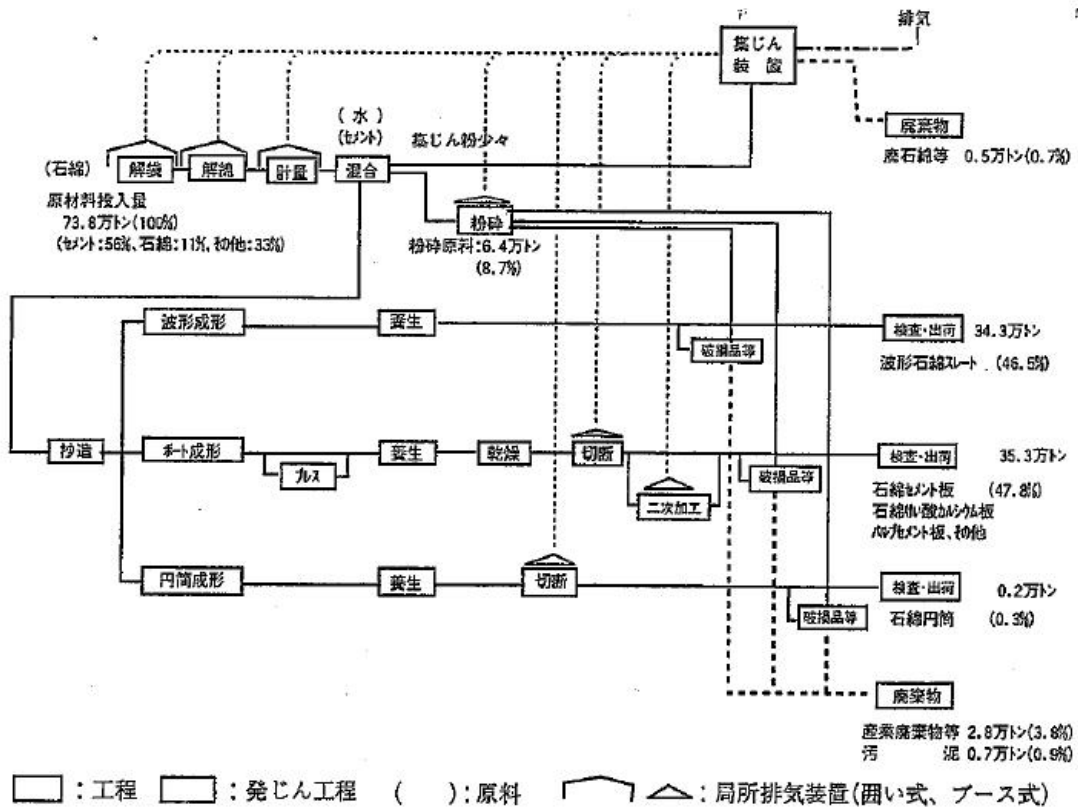 排気
集じん
装置
廃棄物
廃石綿等 0.5万トン(0.7%)
(水)
(セメント)
集じん粉少々
(石綿)
解袋
解綿
計量
混合
原材料投入量
73.8万トン(100%)
(セメント:56%、石綿:11%、その他:33%)
粉砕
粉砕原料:6.4万トン
(8.7%)
波形成形
養生
破損品等
検査・出荷
34.3万トン
波形石綿スレート (46.5%)
抄造
ボート成形
プレス
養生
乾燥
切断
二次加工
破損品等
検査・出荷
35.3万トン
石綿セメント板 (47.8%)
石綿けい酸カルシウム板
パルプセメント板、その他
円筒成形
養生
切断
破損品等
検査・出荷
0.2万トン
石綿円筒 (0.3%)
廃棄物
産業廃棄物等 2.8万トン(3.8%)
汚 泥 0.7万トン(0.9%)
:工程 :発じん工程 ( ):原料 :局所排気装置(囲い式、ブース式)